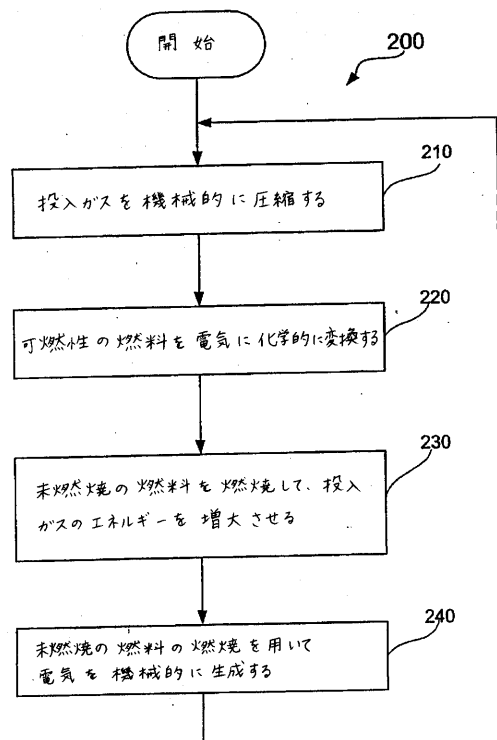 開始
200
210
投入ガスを機械的に圧縮する
220
可燃性の燃料を電気に化学的に変換する
230
未燃焼の燃料を燃焼して、投入
ガスのエネルギーを増大させる
240
未燃焼の燃料の燃焼を用いて
電気を機械的に生成する